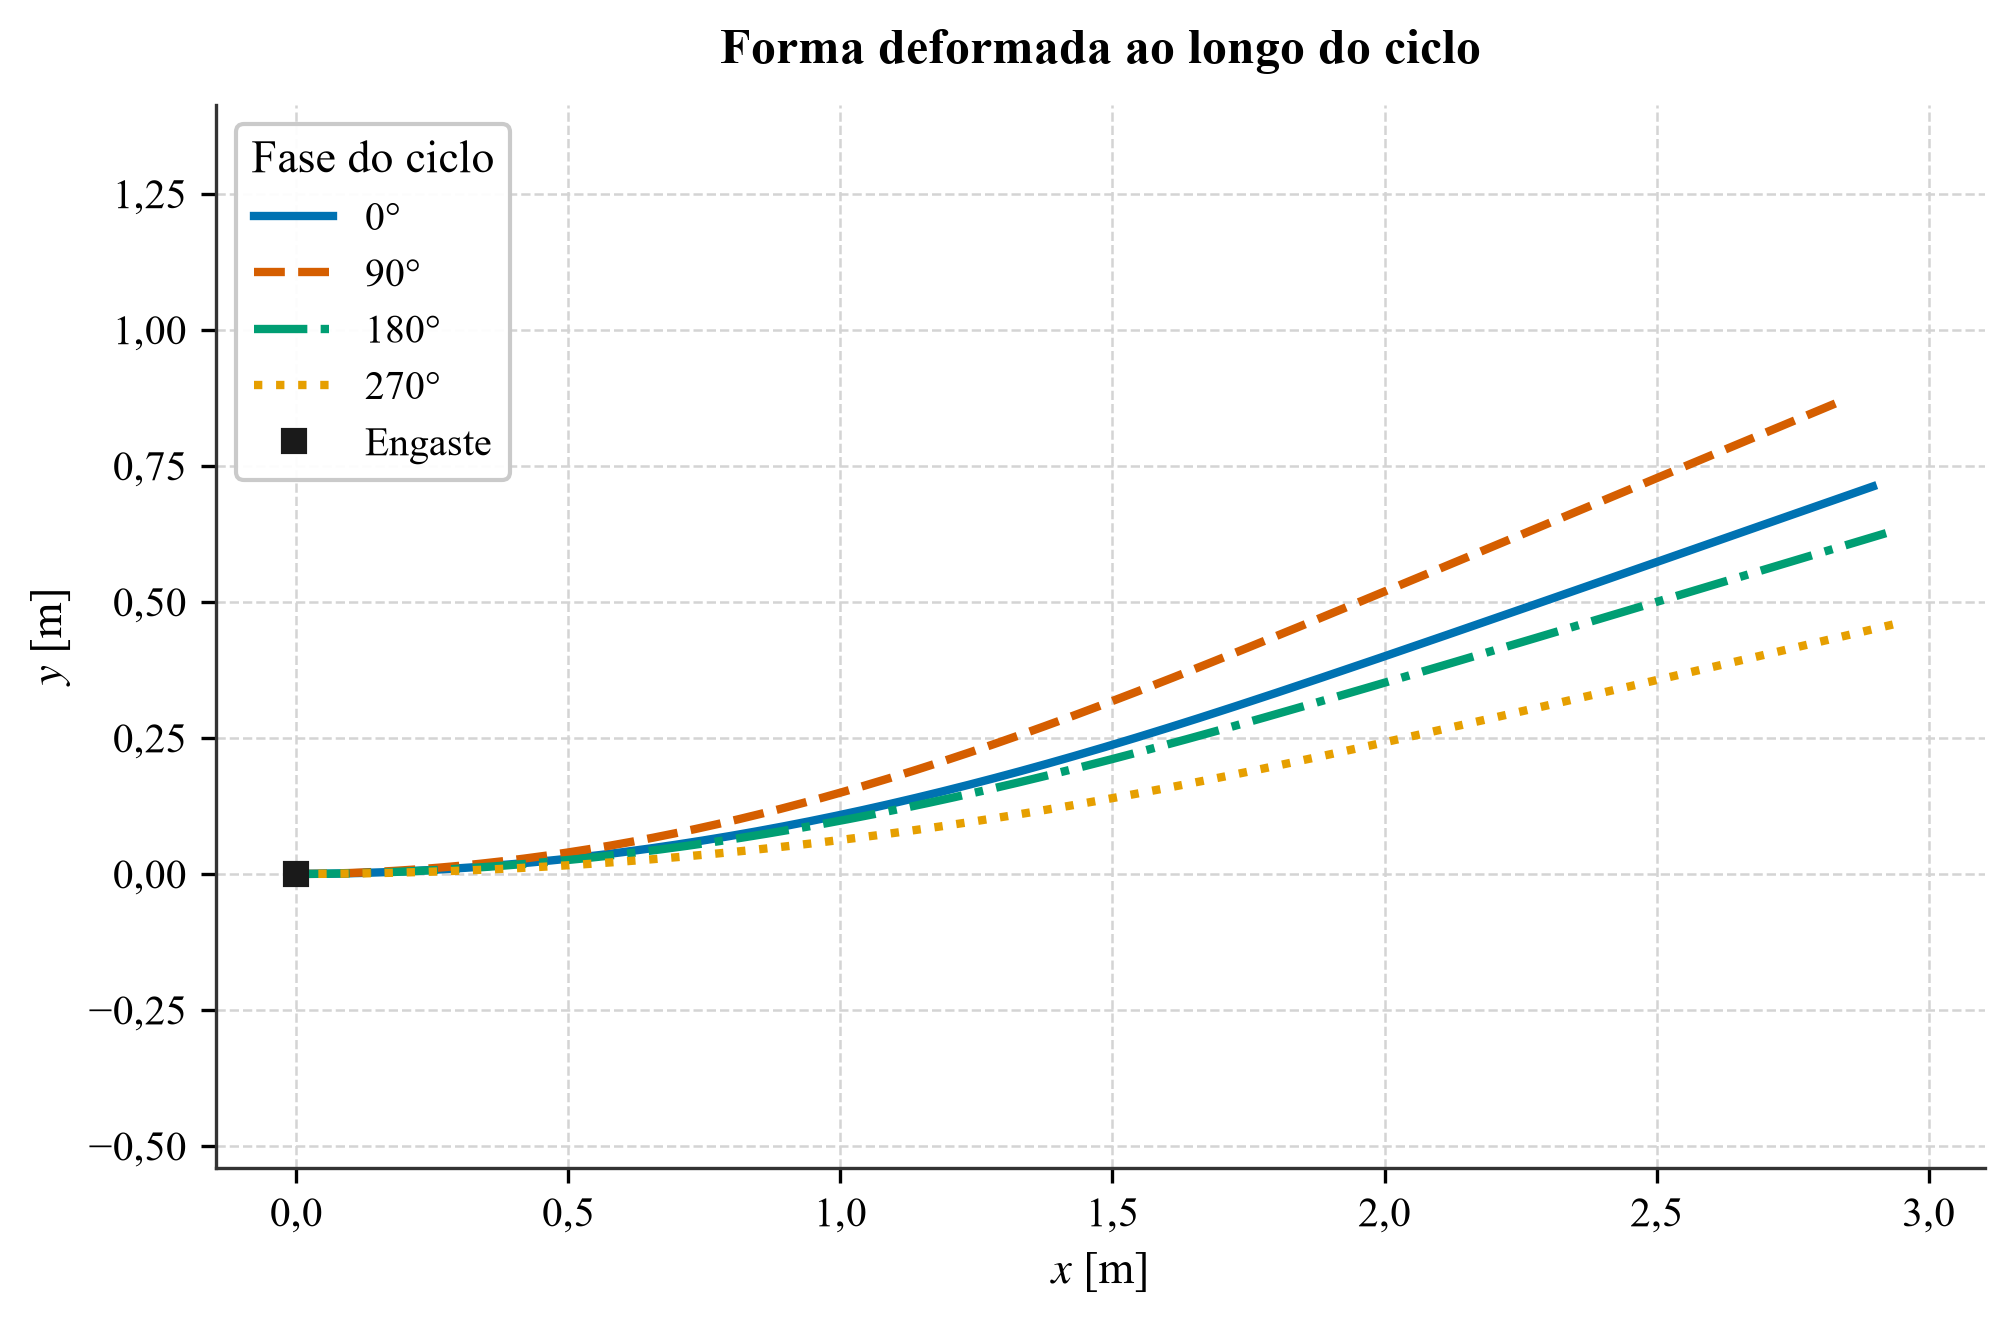 Forma deformada ao longo do ciclo
Fase do ciclo
0°
90°
180°
270°
Engaste
1,25
1,00
0,75
0,50
0,25
0,00
−0,25
−0,50
y [m]
0,0 0,5 1,0 1,5 2,0 2,5 3,0
x [m]